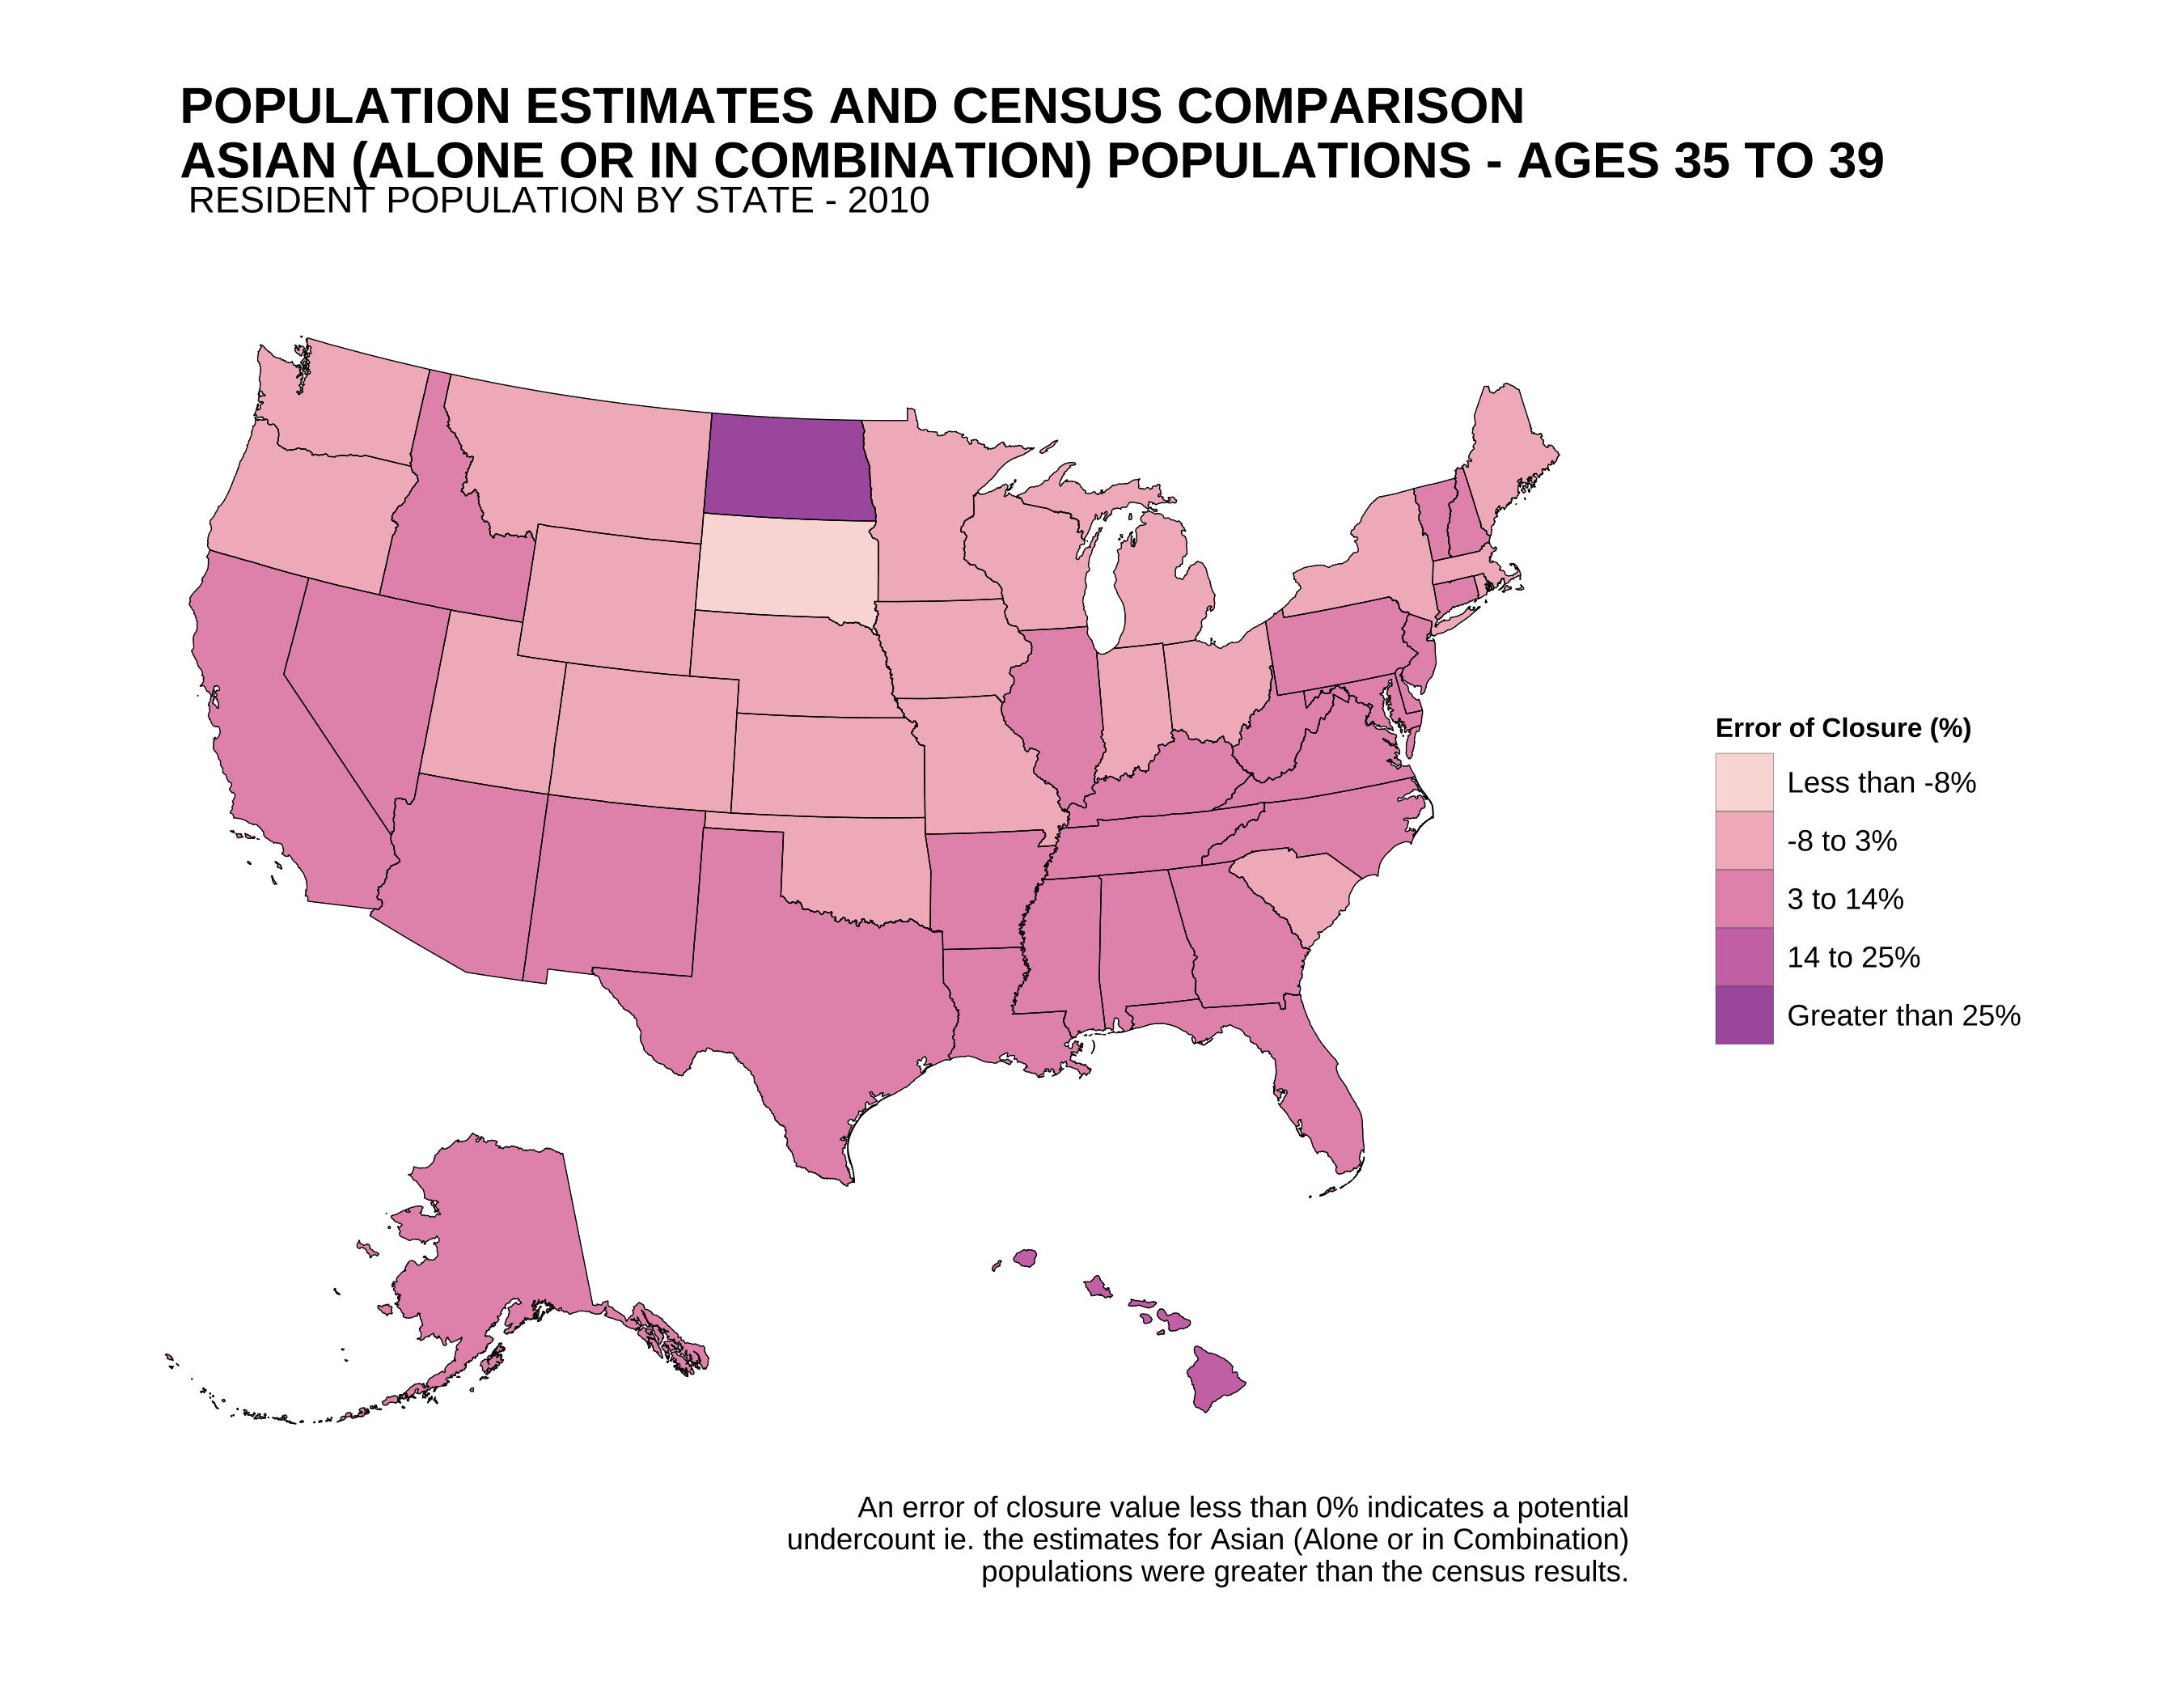 POPULATION ESTIMATES AND CENSUS COMPARISON
ASIAN (ALONE OR IN COMBINATION) POPULATIONS - AGES 35 TO 39
RESIDENT POPULATION BY STATE - 2010
Error of Closure (%)
Less than -8%
-8 to 3%
3 to 14%
14 to 25%
Greater than 25%
An error of closure value less than 0% indicates a potential
undercount ie. the estimates for Asian (Alone or in Combination)
populations were greater than the census results.